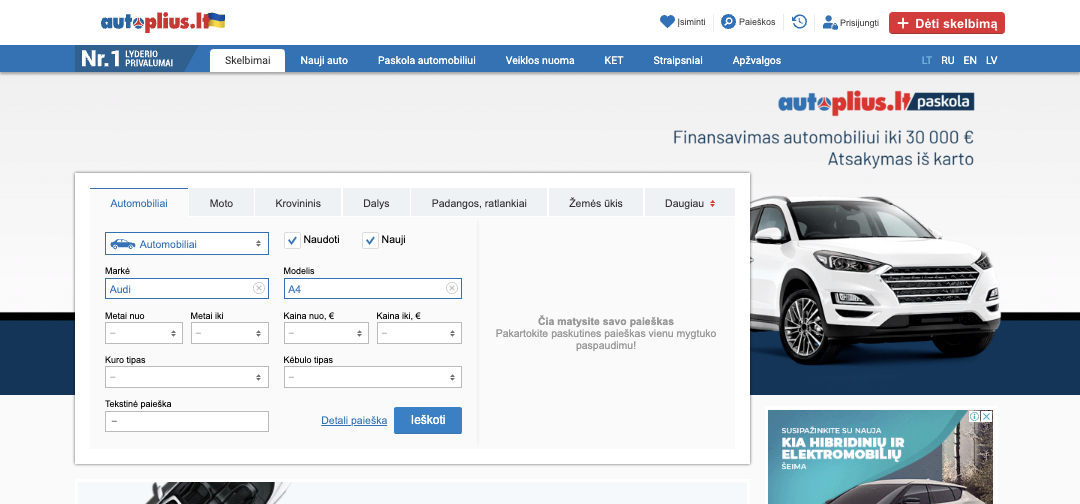 autoplius.lt
Įsiminti
Paieškos
Prisijungti
+ Dėti skelbimą
Nr.1 LYDERIO
PRIVALUMAI
Skelbimai
Nauji auto
Paskola automobiliui
Veiklos nuoma
KET
Straipsniai
Apžvalgos
LT RU EN LV
autoplius.lt paskola
Finansavimas automobiliui iki 30 000 €
Atsakymas iš karto
Automobiliai
Moto
Krovininis
Dalys
Padangos, ratlankiai
Žemės ūkis
Daugiau
Automobiliai
Naudoti
Nauji
Markė
Modelis
Audi
A4
Metai nuo
Metai iki
Kaina nuo, €
Kaina iki, €
–
–
–
–
Kuro tipas
Kėbulo tipas
–
–
Tekstinė paieška
–
Detali paieška
Ieškoti
Čia matysite savo paieškas
Pakartokite paskutines paieškas vienu mygtuko
paspaudimu!
SUSIPAŽINKITE SU NAUJA
KIA HIBRIDINIŲ IR
ELEKTROMOBILIŲ
ŠEIMA